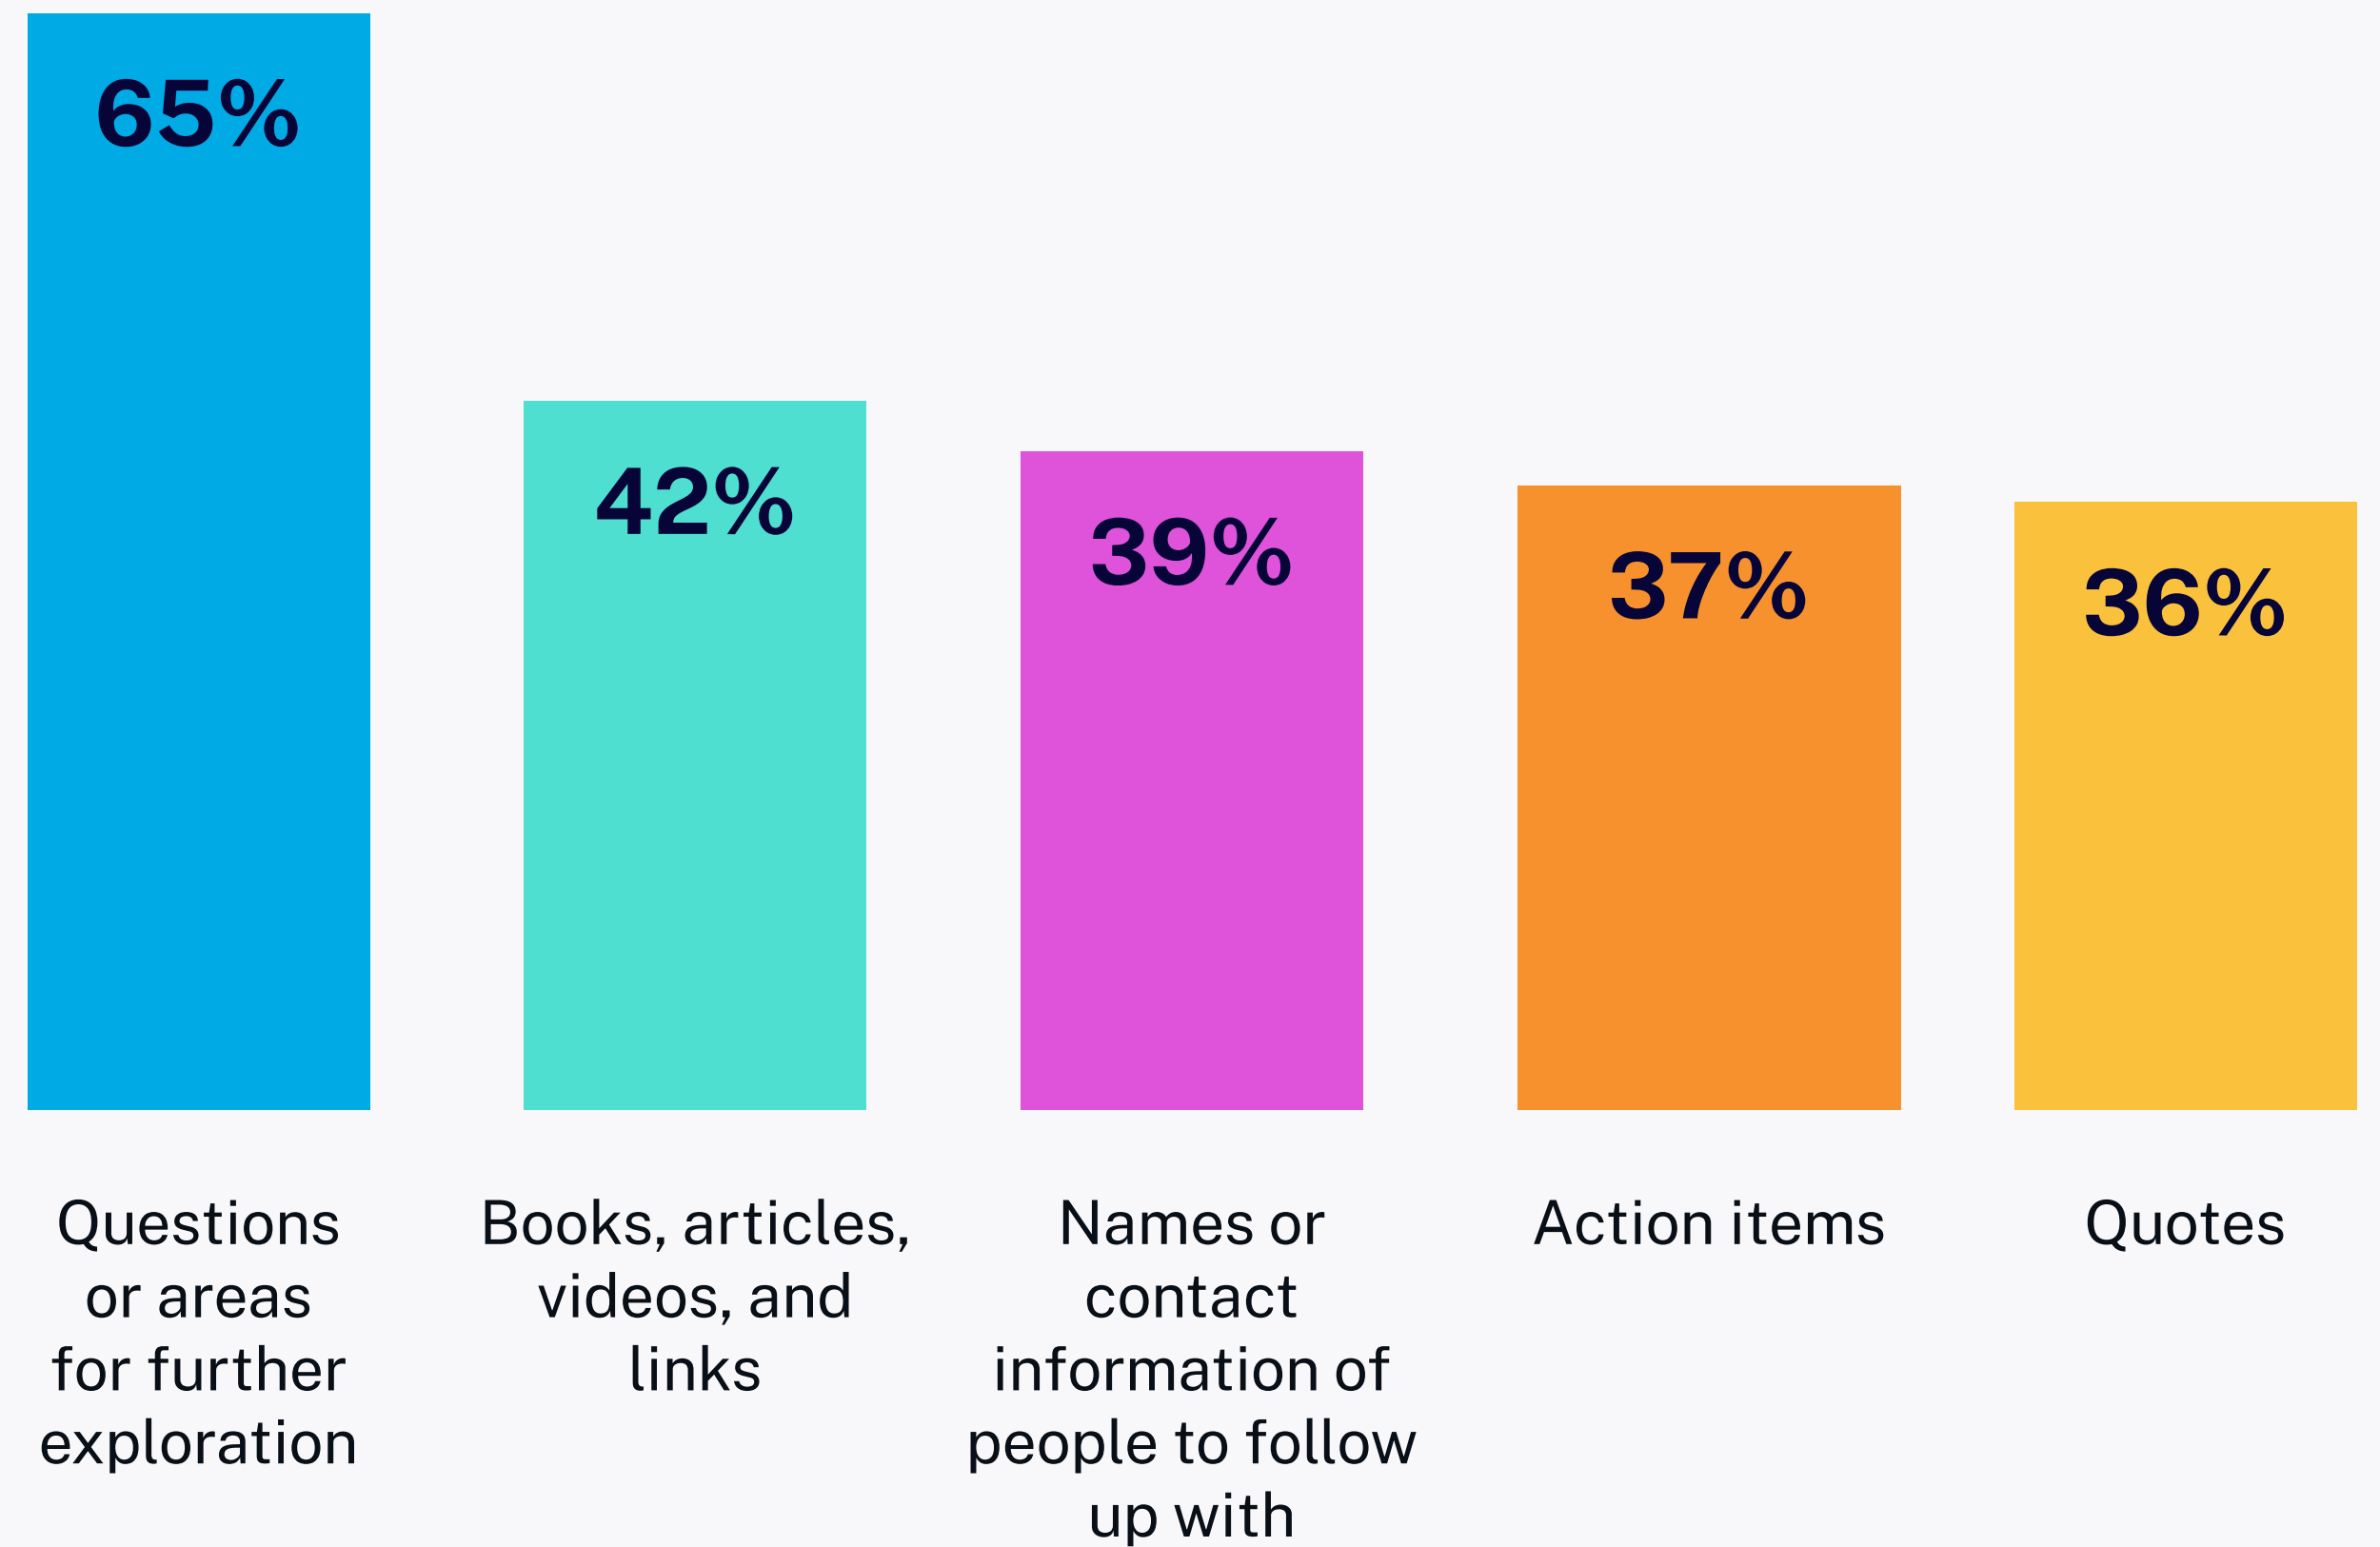 65%
42%
39%
37%
36%
Questions
or areas
for further
exploration
Books, articles,
videos, and
links
Names or
contact
information of
people to follow
up with
Action items
Quotes